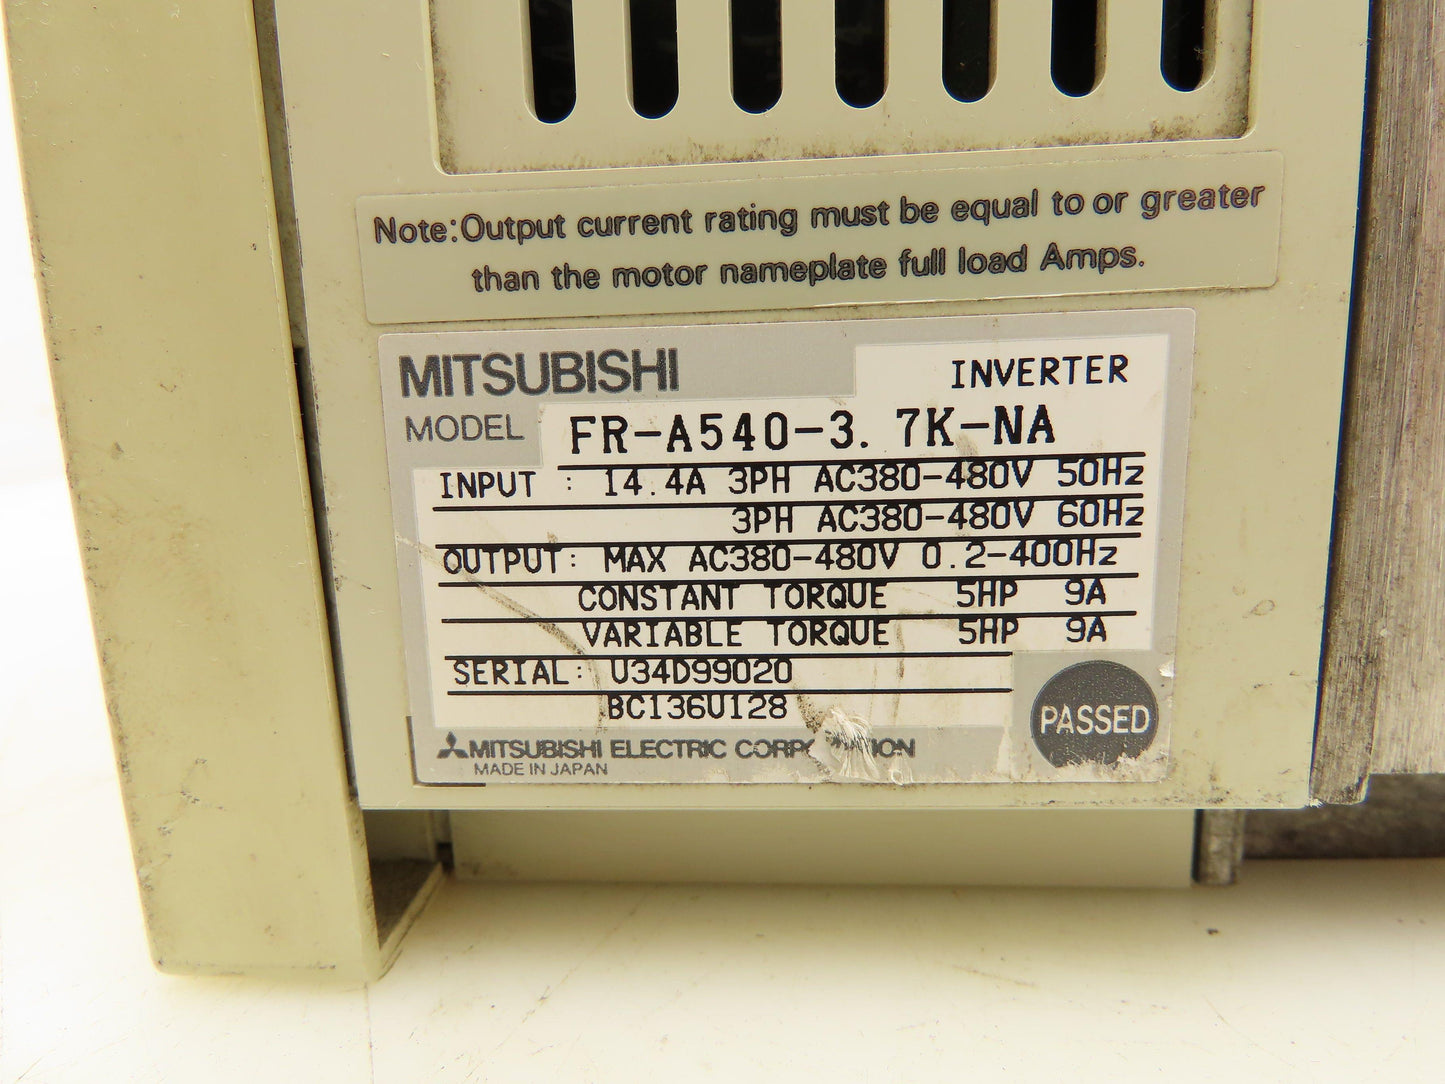 Note:Output current rating must be equal to or greater
than the motor nameplate full load Amps.
MITSUBISHI
INVERTER
MODEL FR-A540-3.7K-NA
INPUT : 14.4A 3PH AC380-480V 50Hz
3PH AC380-480V 60Hz
OUTPUT: MAX AC380-480V 0.2-400Hz
CONSTANT TORQUE 5HP 9A
VARIABLE TORQUE 5HP 9A
SERIAL: U34D99020
BC136U128
PASSED
MITSUBISHI ELECTRIC CORPORATION
MADE IN JAPAN